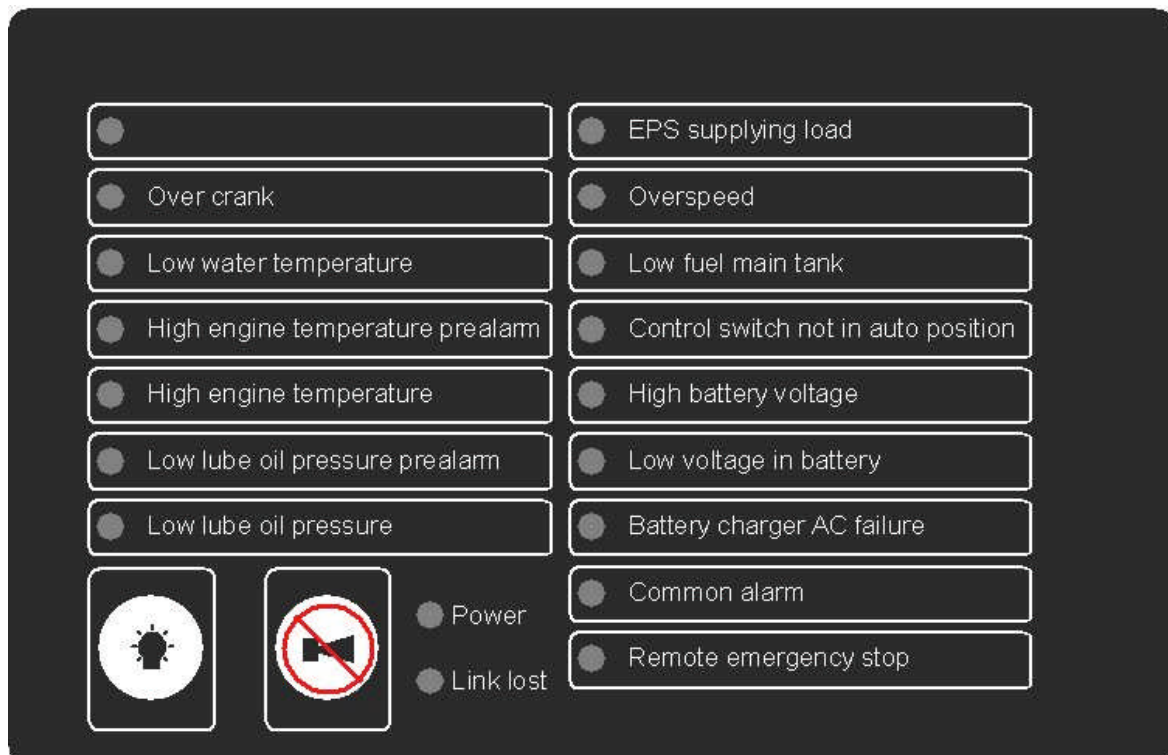 EPS supplying load
Over crank
Overspeed
Low water temperature
Low fuel main tank
High engine temperature prealarm
Control switch not in auto position
High engine temperature
High battery voltage
Low lube oil pressure prealarm
Low voltage in battery
Low lube oil pressure
Battery charger AC failure
Common alarm
Power
Remote emergency stop
Link lost